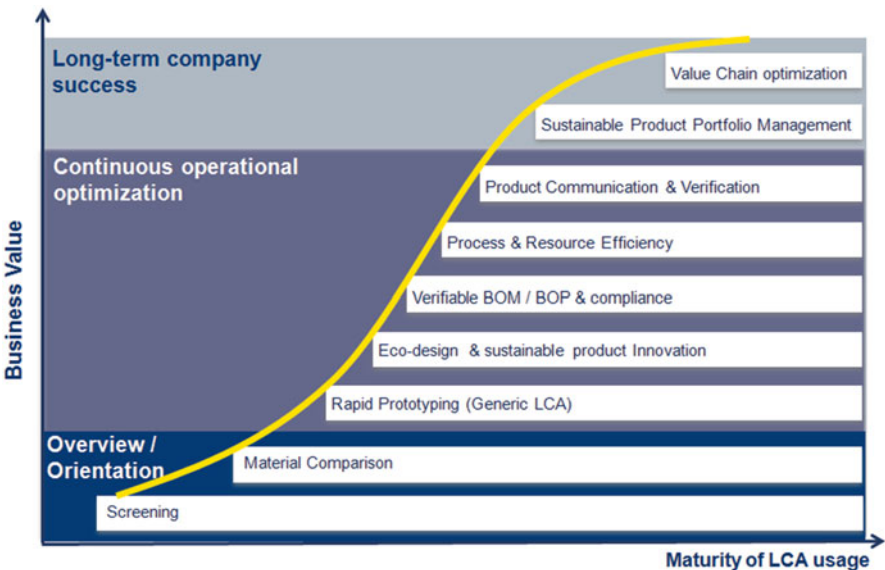 Long-term company
success
Value Chain optimization
Sustainable Product Portfolio Management
Continuous operational
optimization
Product Communication & Verification
Process & Resource Efficiency
Verifiable BOM / BOP & compliance
Eco-design & sustainable product Innovation
Rapid Prototyping (Generic LCA)
Overview /
Orientation
Material Comparison
Screening
Business Value
Maturity of LCA usage